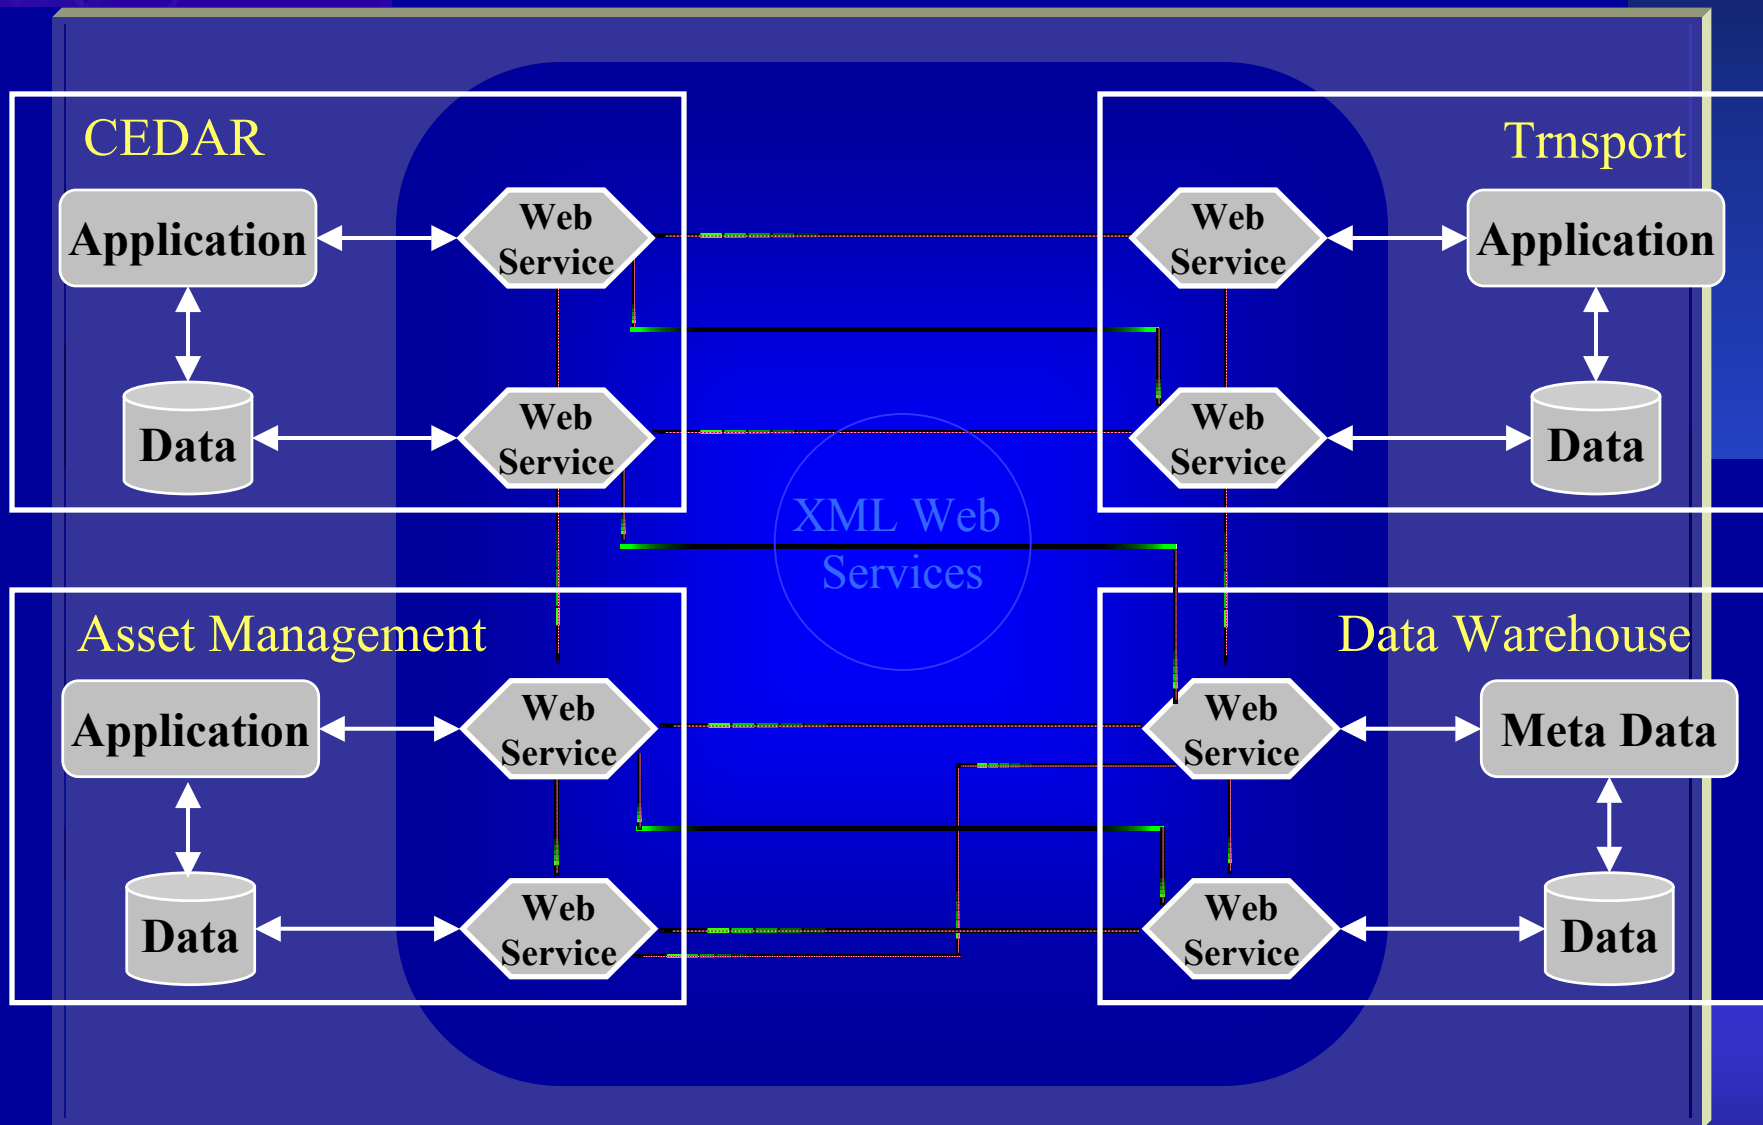 CEDAR
Application
Web
Service
Data
Web
Service
Trnsport
Web
Service
Application
Web
Service
Data
XML Web
Services
Asset Management
Application
Web
Service
Data
Web
Service
Data Warehouse
Web
Service
Meta Data
Web
Service
Data